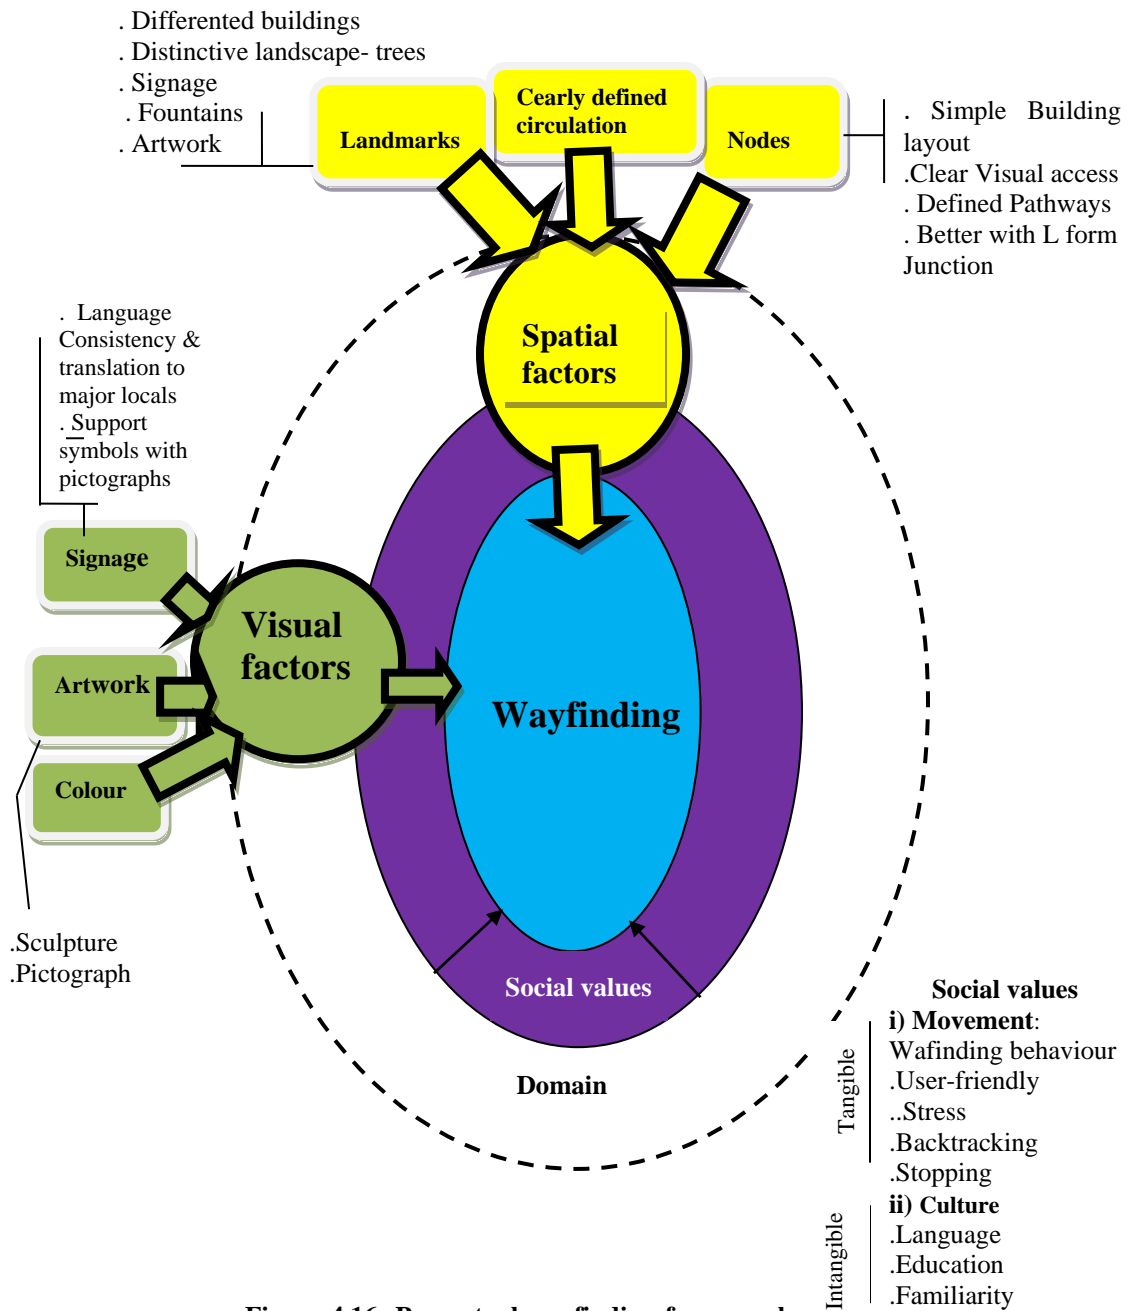 . Differented buildings
. Distinctive landscape- trees
. Signage
. Fountains
. Artwork
Landmarks
Cearly defined
circulation
Nodes
. Simple Building
layout
.Clear Visual access
. Defined Pathways
. Better with L form
Junction
Spatial
factors
. Language
Consistency &
translation to
major locals
. Support
symbols with
pictographs
Signage
Artwork
Colour
Visual
factors
.Sculpture
.Pictograph
Wayfinding
Social values
Domain
Social values
Tangible
i) Movement:
Wafinding behaviour
.User-friendly
..Stress
.Backtracking
.Stopping
Intangible
ii) Culture
.Language
.Education
.Familiarity